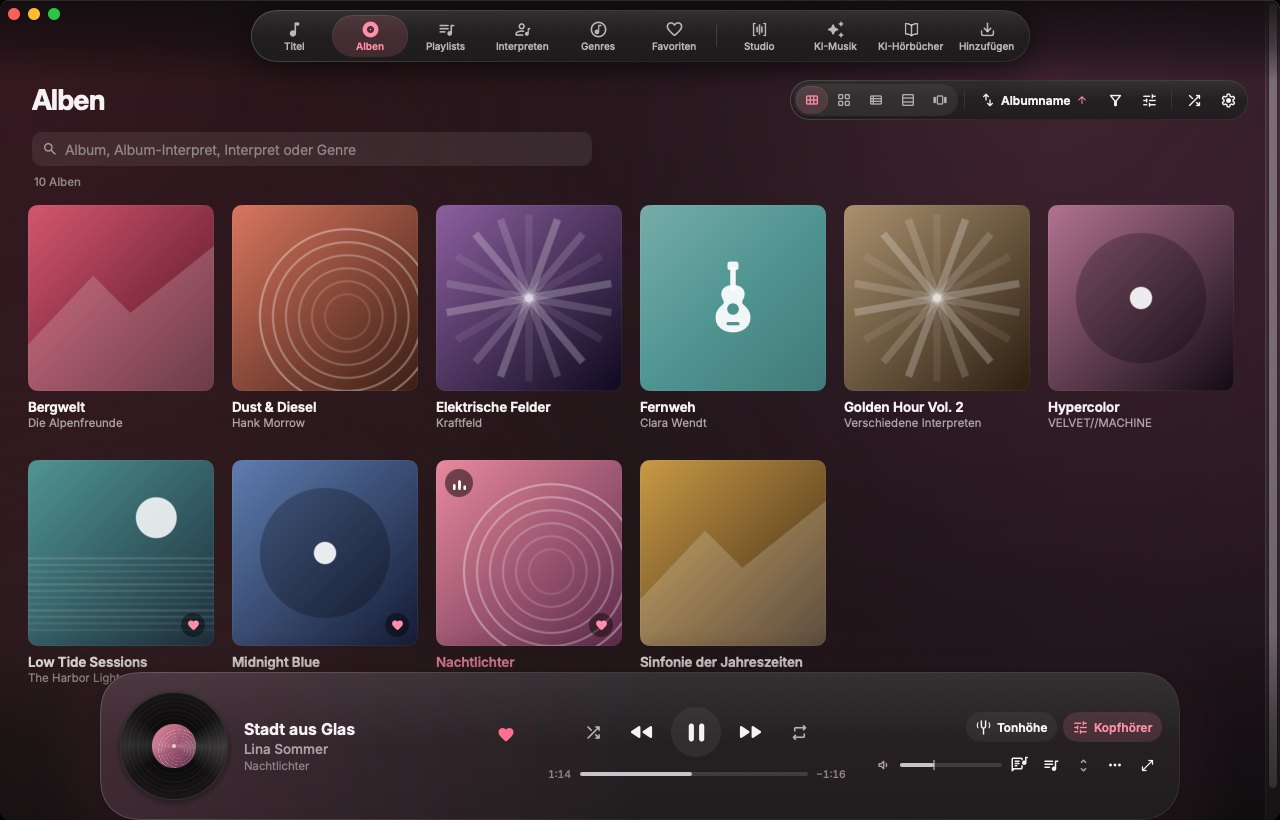 Titel
Alben
Playlists
Interpreten
Genres
Favoriten
Studio
KI-Musik
KI-Hörbücher
Hinzufügen
Alben
Albumname
Album, Album-Interpret, Interpret oder Genre
10 Alben
Bergwelt
Die Alpenfreunde
Dust & Diesel
Hank Morrow
Elektrische Felder
Kraftfeld
Fernweh
Clara Wendt
Golden Hour Vol. 2
Verschiedene Interpreten
Hypercolor
VELVET//MACHINE
Low Tide Sessions
The Harbor Light
Midnight Blue
Nachtlichter
Sinfonie der Jahreszeiten
Stadt aus Glas
Lina Sommer
Nachtlichter
1:14
−1:16
Tonhöhe
Kopfhörer